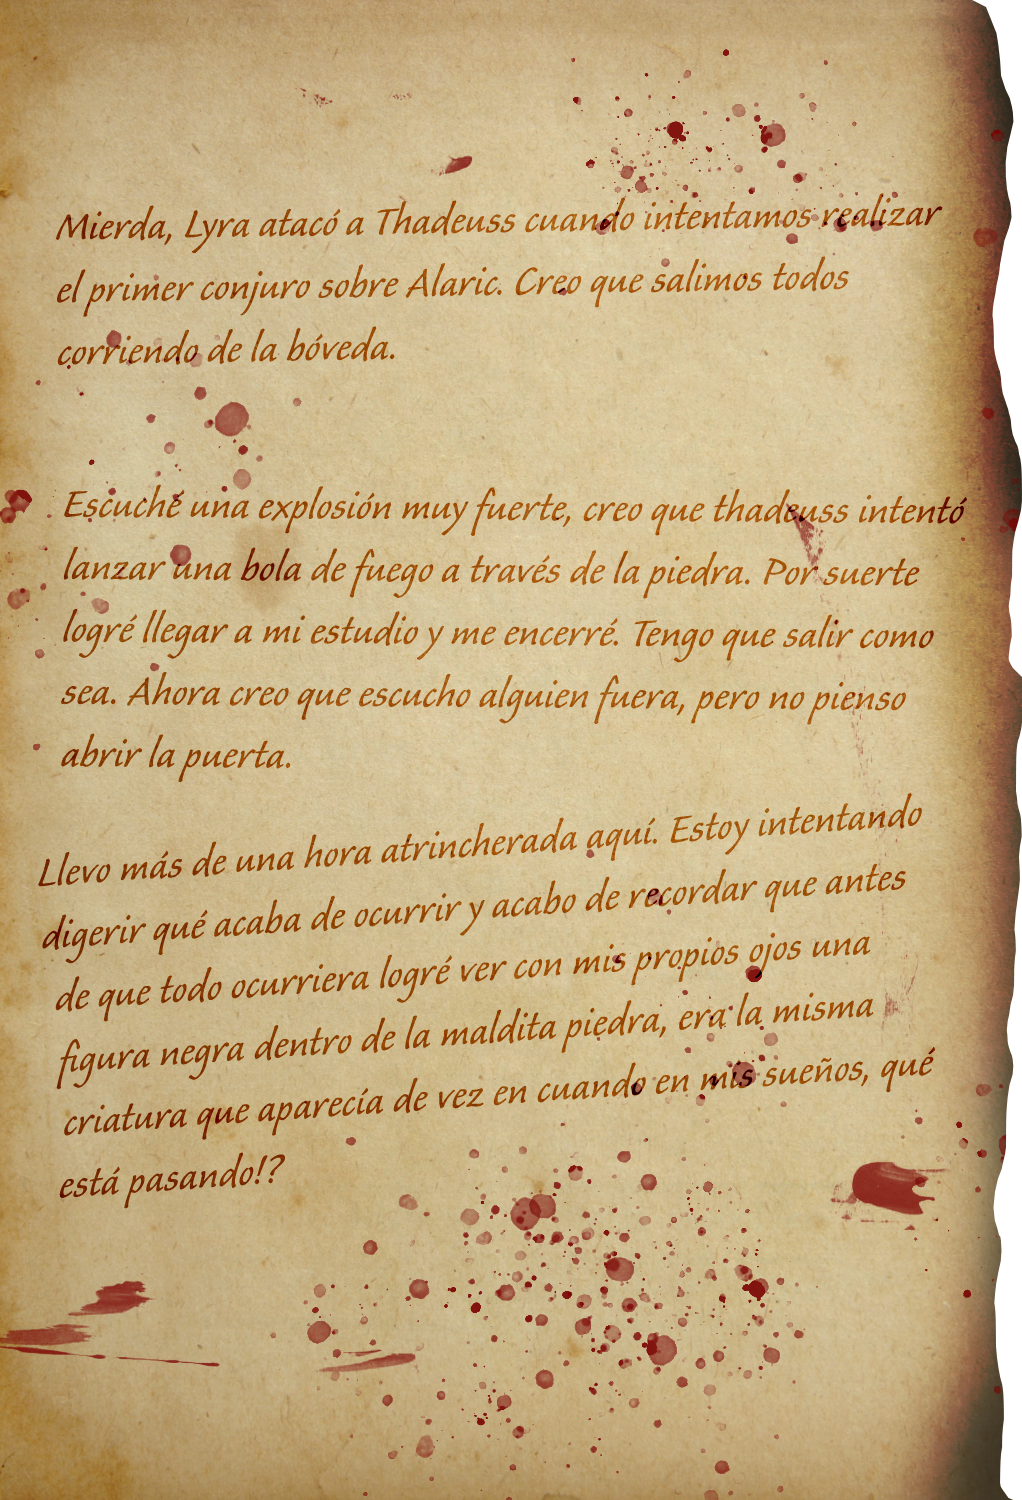 Mierda, Lyra atacó a Thadeuss cuando intentamos realizar
el primer conjuro sobre Alaric. Creo que salimos todos
corriendo de la bóveda.
Escuché una explosión muy fuerte, creo que thadeuss intentó
lanzar una bola de fuego a través de la piedra. Por suerte
logré llegar a mi estudio y me encerré. Tengo que salir como
sea. Ahora creo que escucho alguien fuera, pero no pienso
abrir la puerta.
Llevo más de una hora atrincherada aquí. Estoy intentando
digerir qué acaba de ocurrir y acabo de recordar que antes
de que todo ocurriera logré ver con mis propios ojos una
figura negra dentro de la maldita piedra, era la misma
criatura que aparecía de vez en cuando en mis sueños, qué
está pasando!?